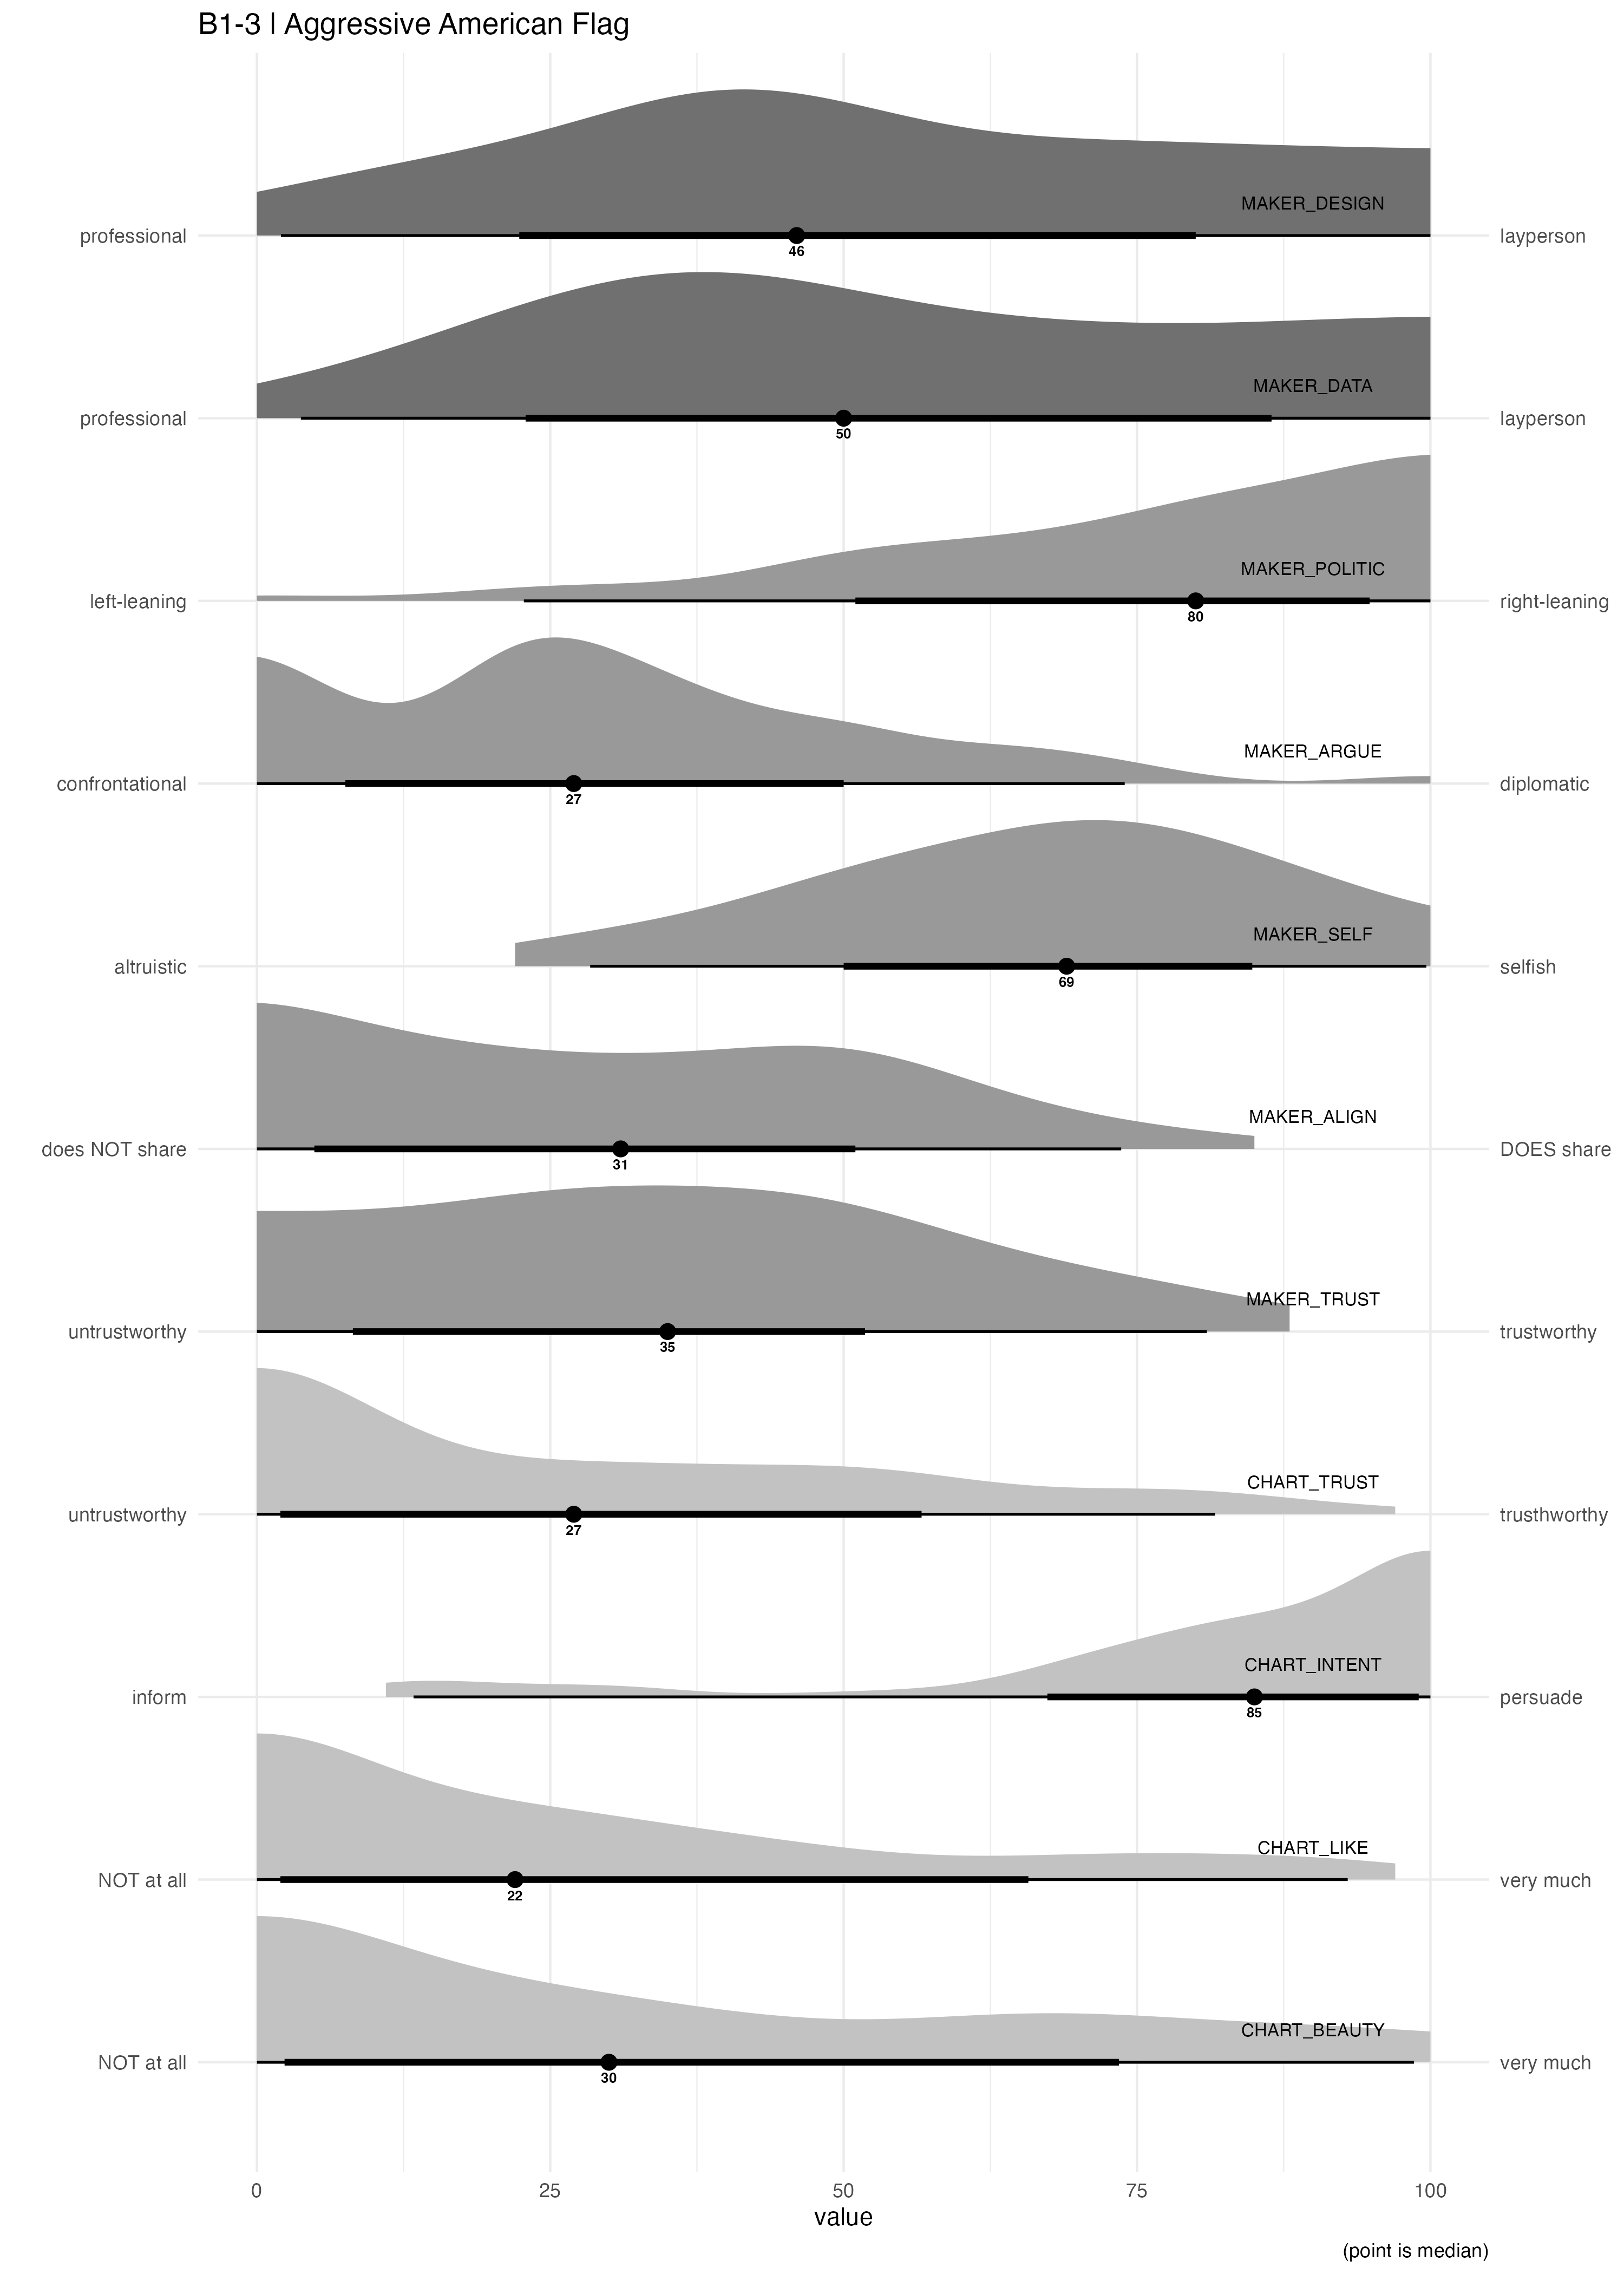 B1-3 | Aggressive American Flag
MAKER_DESIGN
professional
layperson
46
MAKER_DATA
professional
layperson
50
MAKER_POLITIC
left-leaning
right-leaning
80
MAKER_ARGUE
confrontational
diplomatic
27
MAKER_SELF
altruistic
selfish
69
MAKER_ALIGN
does NOT share
DOES share
31
MAKER_TRUST
untrustworthy
trustworthy
35
CHART_TRUST
untrustworthy
trusthworthy
27
CHART_INTENT
inform
persuade
85
CHART_LIKE
NOT at all
very much
22
CHART_BEAUTY
NOT at all
very much
30
0 25 50 75 100
value
(point is median)